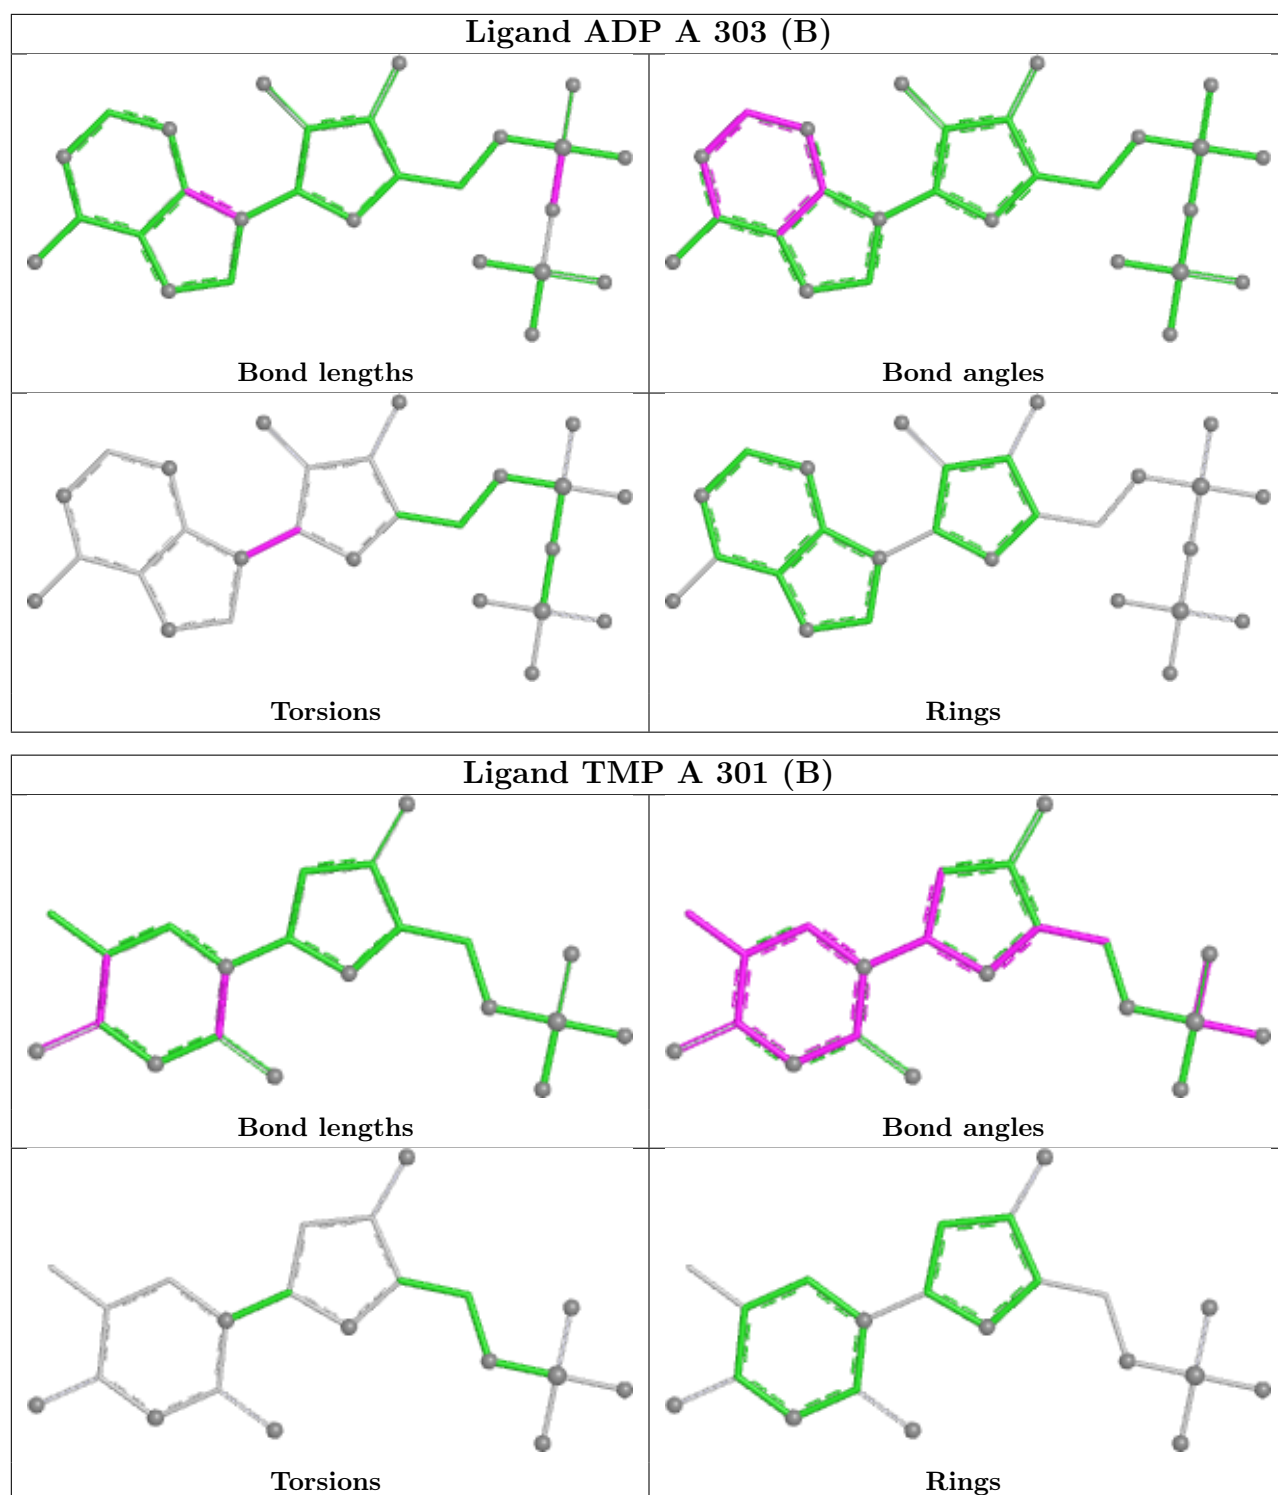 Ligand ADP A 303 (B)
Bond lengths
Bond angles
Torsions
Rings
Ligand TMP A 301 (B)
Bond lengths
Bond angles
Torsions
Rings